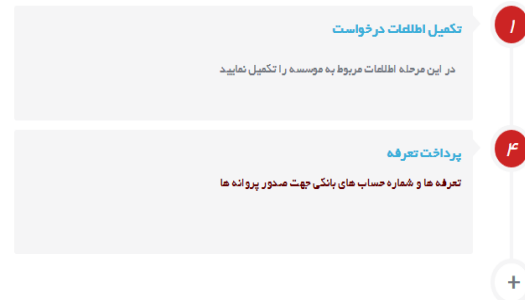 ۱
تکمیل اطلاعات درخواست
در این مرحله اطلاعات مربوط به موسسه را تکمیل نمایید
۴
پرداخت تعرفه
تعرفه ها و شماره حساب های بانکی جهت صدور پروانه ها
+